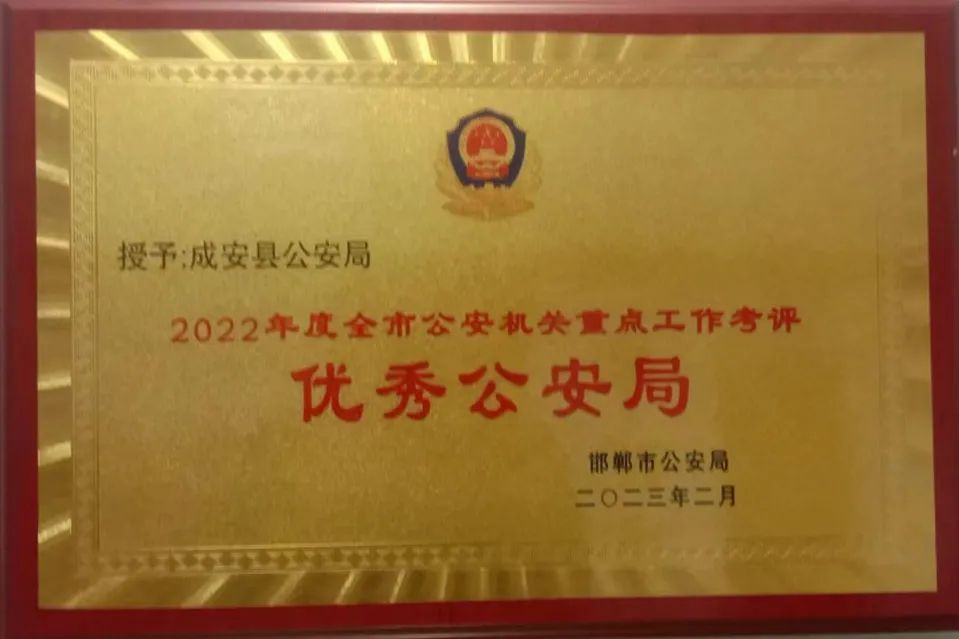 授予:成安县公安局
2022年度全市公安机关重点工作考评
优秀公安局
邯郸市公安局
二〇二三年二月